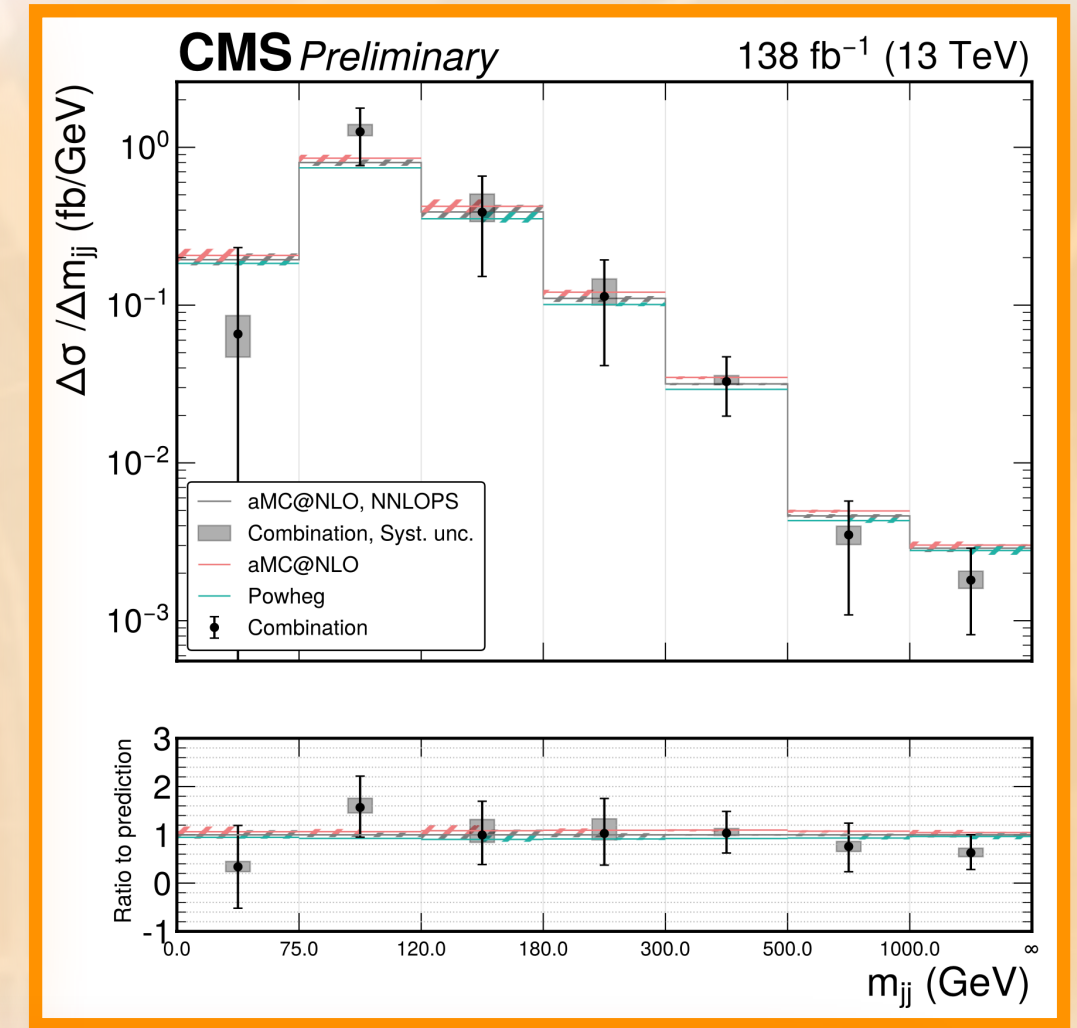 CMS Preliminary 138 fb⁻¹ (13 TeV)
Δσ /Δm_jj (fb/GeV)
10⁰
10⁻¹
10⁻²
10⁻³
aMC@NLO, NNLOPS
Combination, Syst. unc.
aMC@NLO
Powheg
Combination
Ratio to prediction
3
2
1
0
-1
0.0 75.0 120.0 180.0 300.0 500.0 1000.0 ∞
m_jj (GeV)